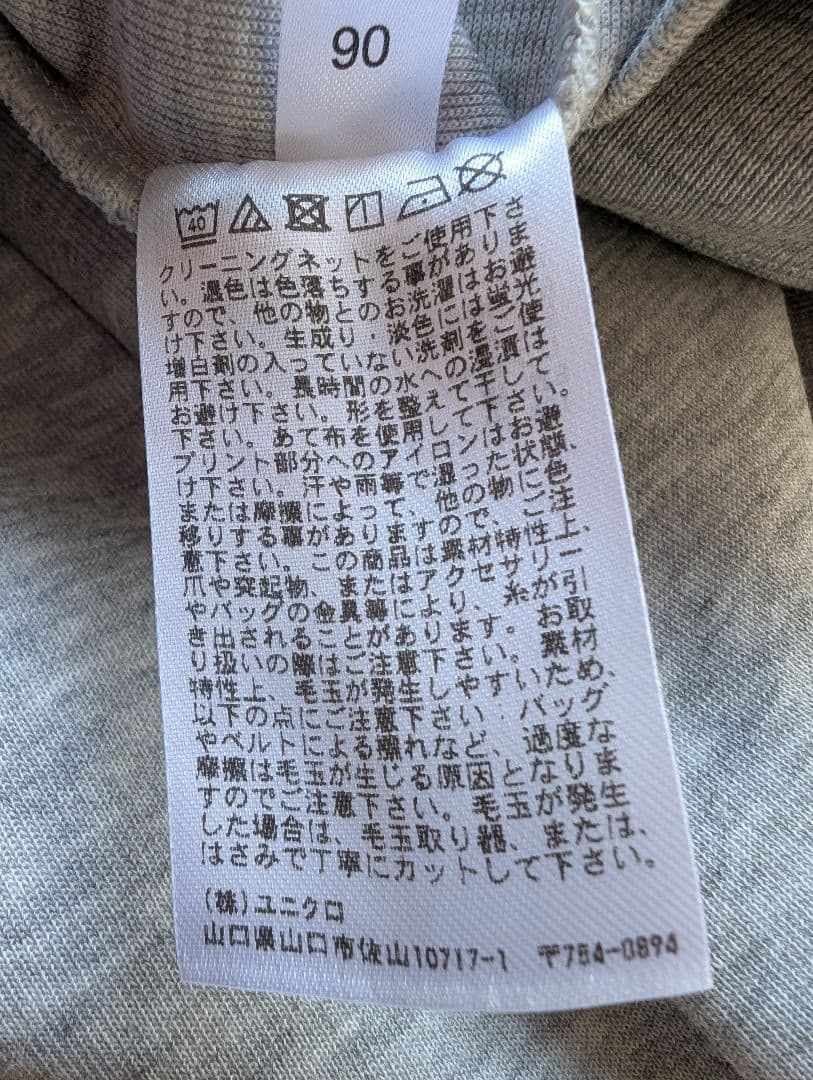 90
40
クリーニングネットをご使用下さ
い。濃色は色落ちする事がありま
すので、他の物とのお洗濯はお避
け下さい。生成り・淡色には蛍光
増白剤の入っていない洗剤をご使
用下さい。長時間の水への浸漬は
お避け下さい。形を整えて干して
下さい。あて布を使用して下さい。
プリント部分へのアイロンはお避
け下さい。汗や雨等で濡れた状態、
または摩擦によって、他の物に色
移りする事がありますので、ご注
意下さい。この商品は素材の特性上、
爪や突起物、またはアクセサリー
やバッグの金具等により、糸が引
き出される事があります。お取
り扱いの際はご注意下さい。素材
特性上、毛玉が発生しやすいため、
以下の点にご注意下さい・バッグ
やベルトによる擦れなど、過度な
摩擦は毛玉が生じる原因となりま
すのでご注意下さい。毛玉が発生
した場合は、毛玉取り器、または、
はさみで丁寧にカットして下さい。
(株)ユニクロ
山口県山口市佐山10717-1 〒754-0894